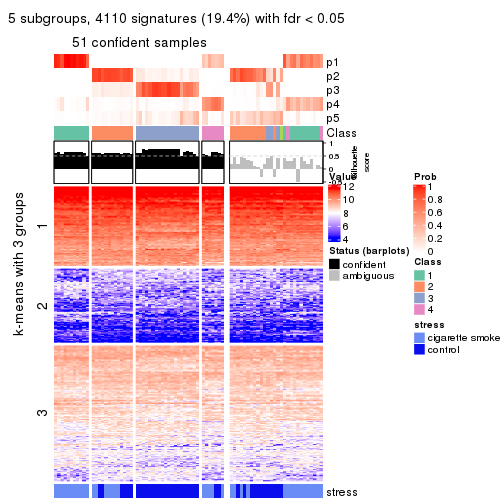 5 subgroups, 4110 signatures (19.4%) with fdr < 0.05
51 confident samples
p1
p2
p3
p4
p5
Class
1
0.5
0
-0.5
Silhouette
score
k-means with 3 groups
1
2
3
stress
Value
12
10
8
6
4
Status (barplots)
confident
ambiguous
Prob
1
0.8
0.6
0.4
0.2
0
Class
1
2
3
4
stress
cigarette smoke
control